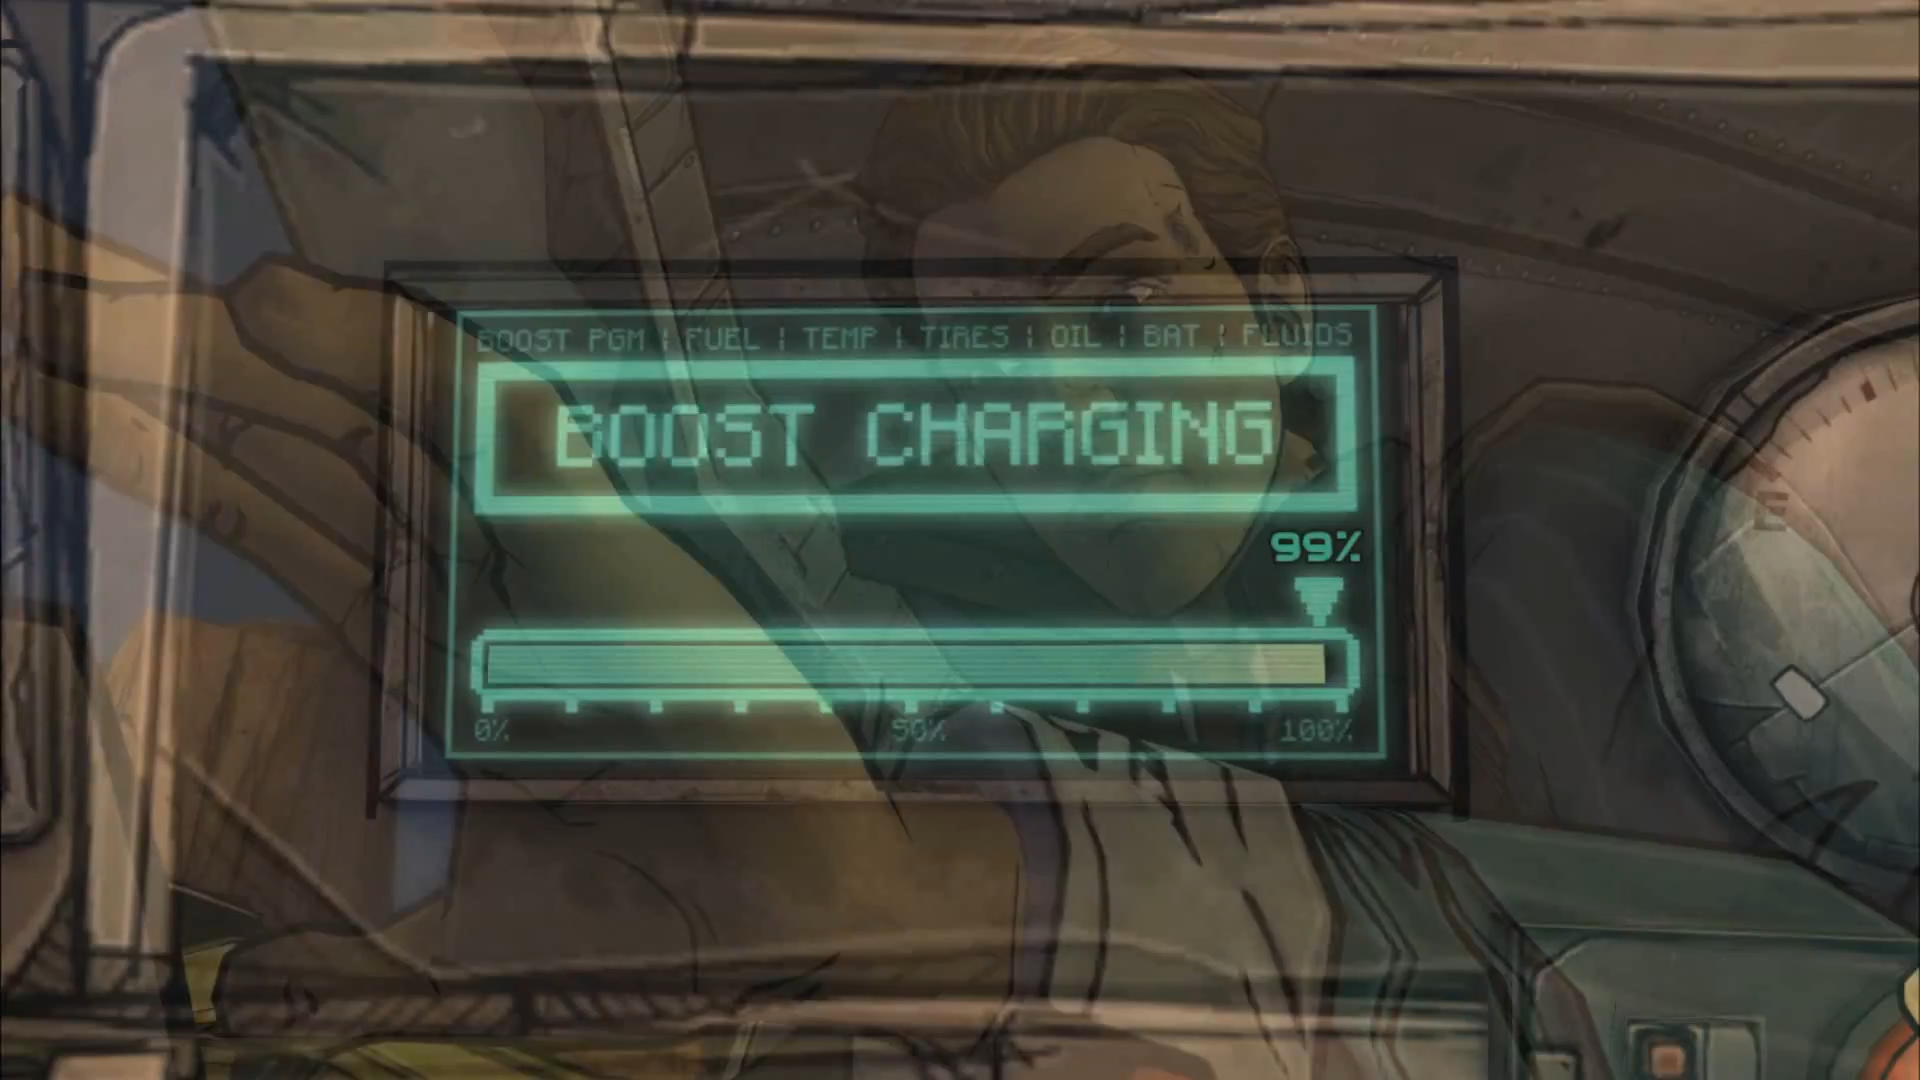 BOOST PGM ¦ FUEL ¦ TEMP ¦ TIRES ¦ OIL ¦ BAT ¦ FLUIDS
BOOST CHARGING
99%
0% 50% 100%
E